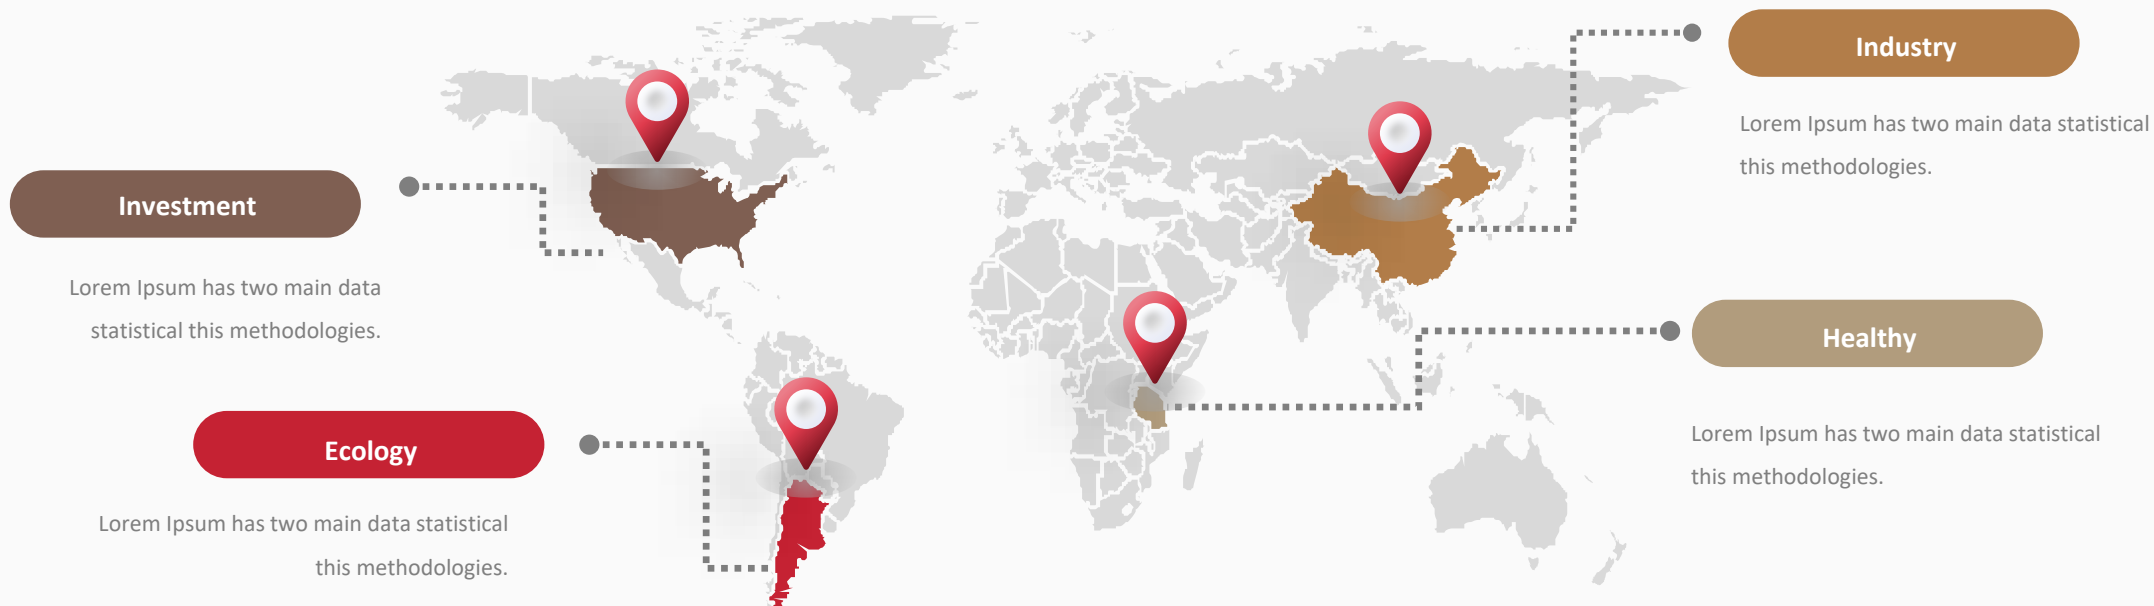 Industry
Lorem Ipsum has two main data statistical
this methodologies.
Investment
Lorem Ipsum has two main data
statistical this methodologies.
Healthy
Lorem Ipsum has two main data statistical
this methodologies.
Ecology
Lorem Ipsum has two main data statistical
this methodologies.